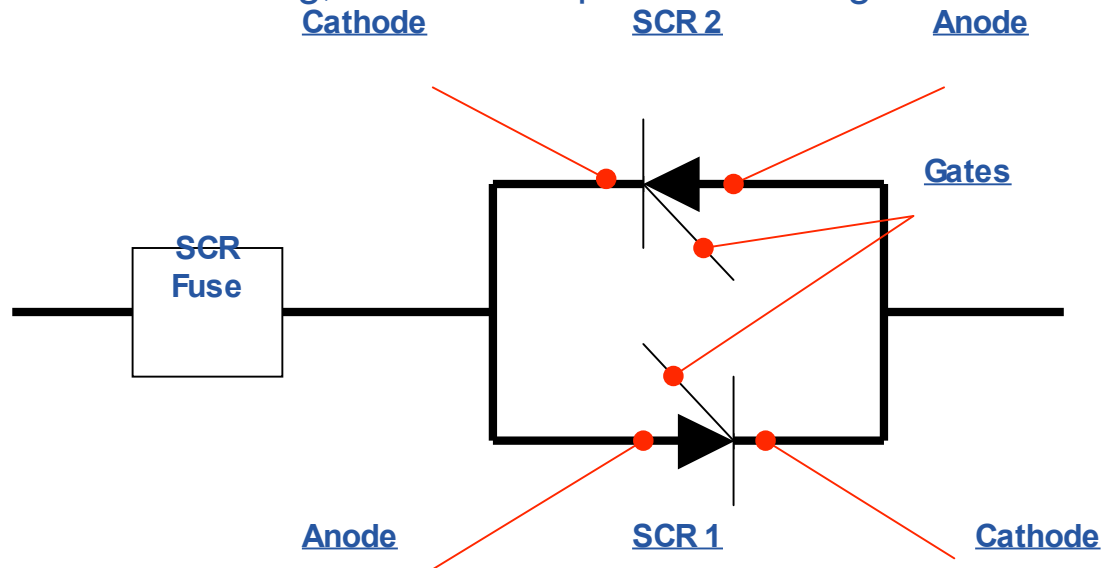 Cathode SCR 2 Anode
Gates
SCR
Fuse
Anode SCR 1 Cathode